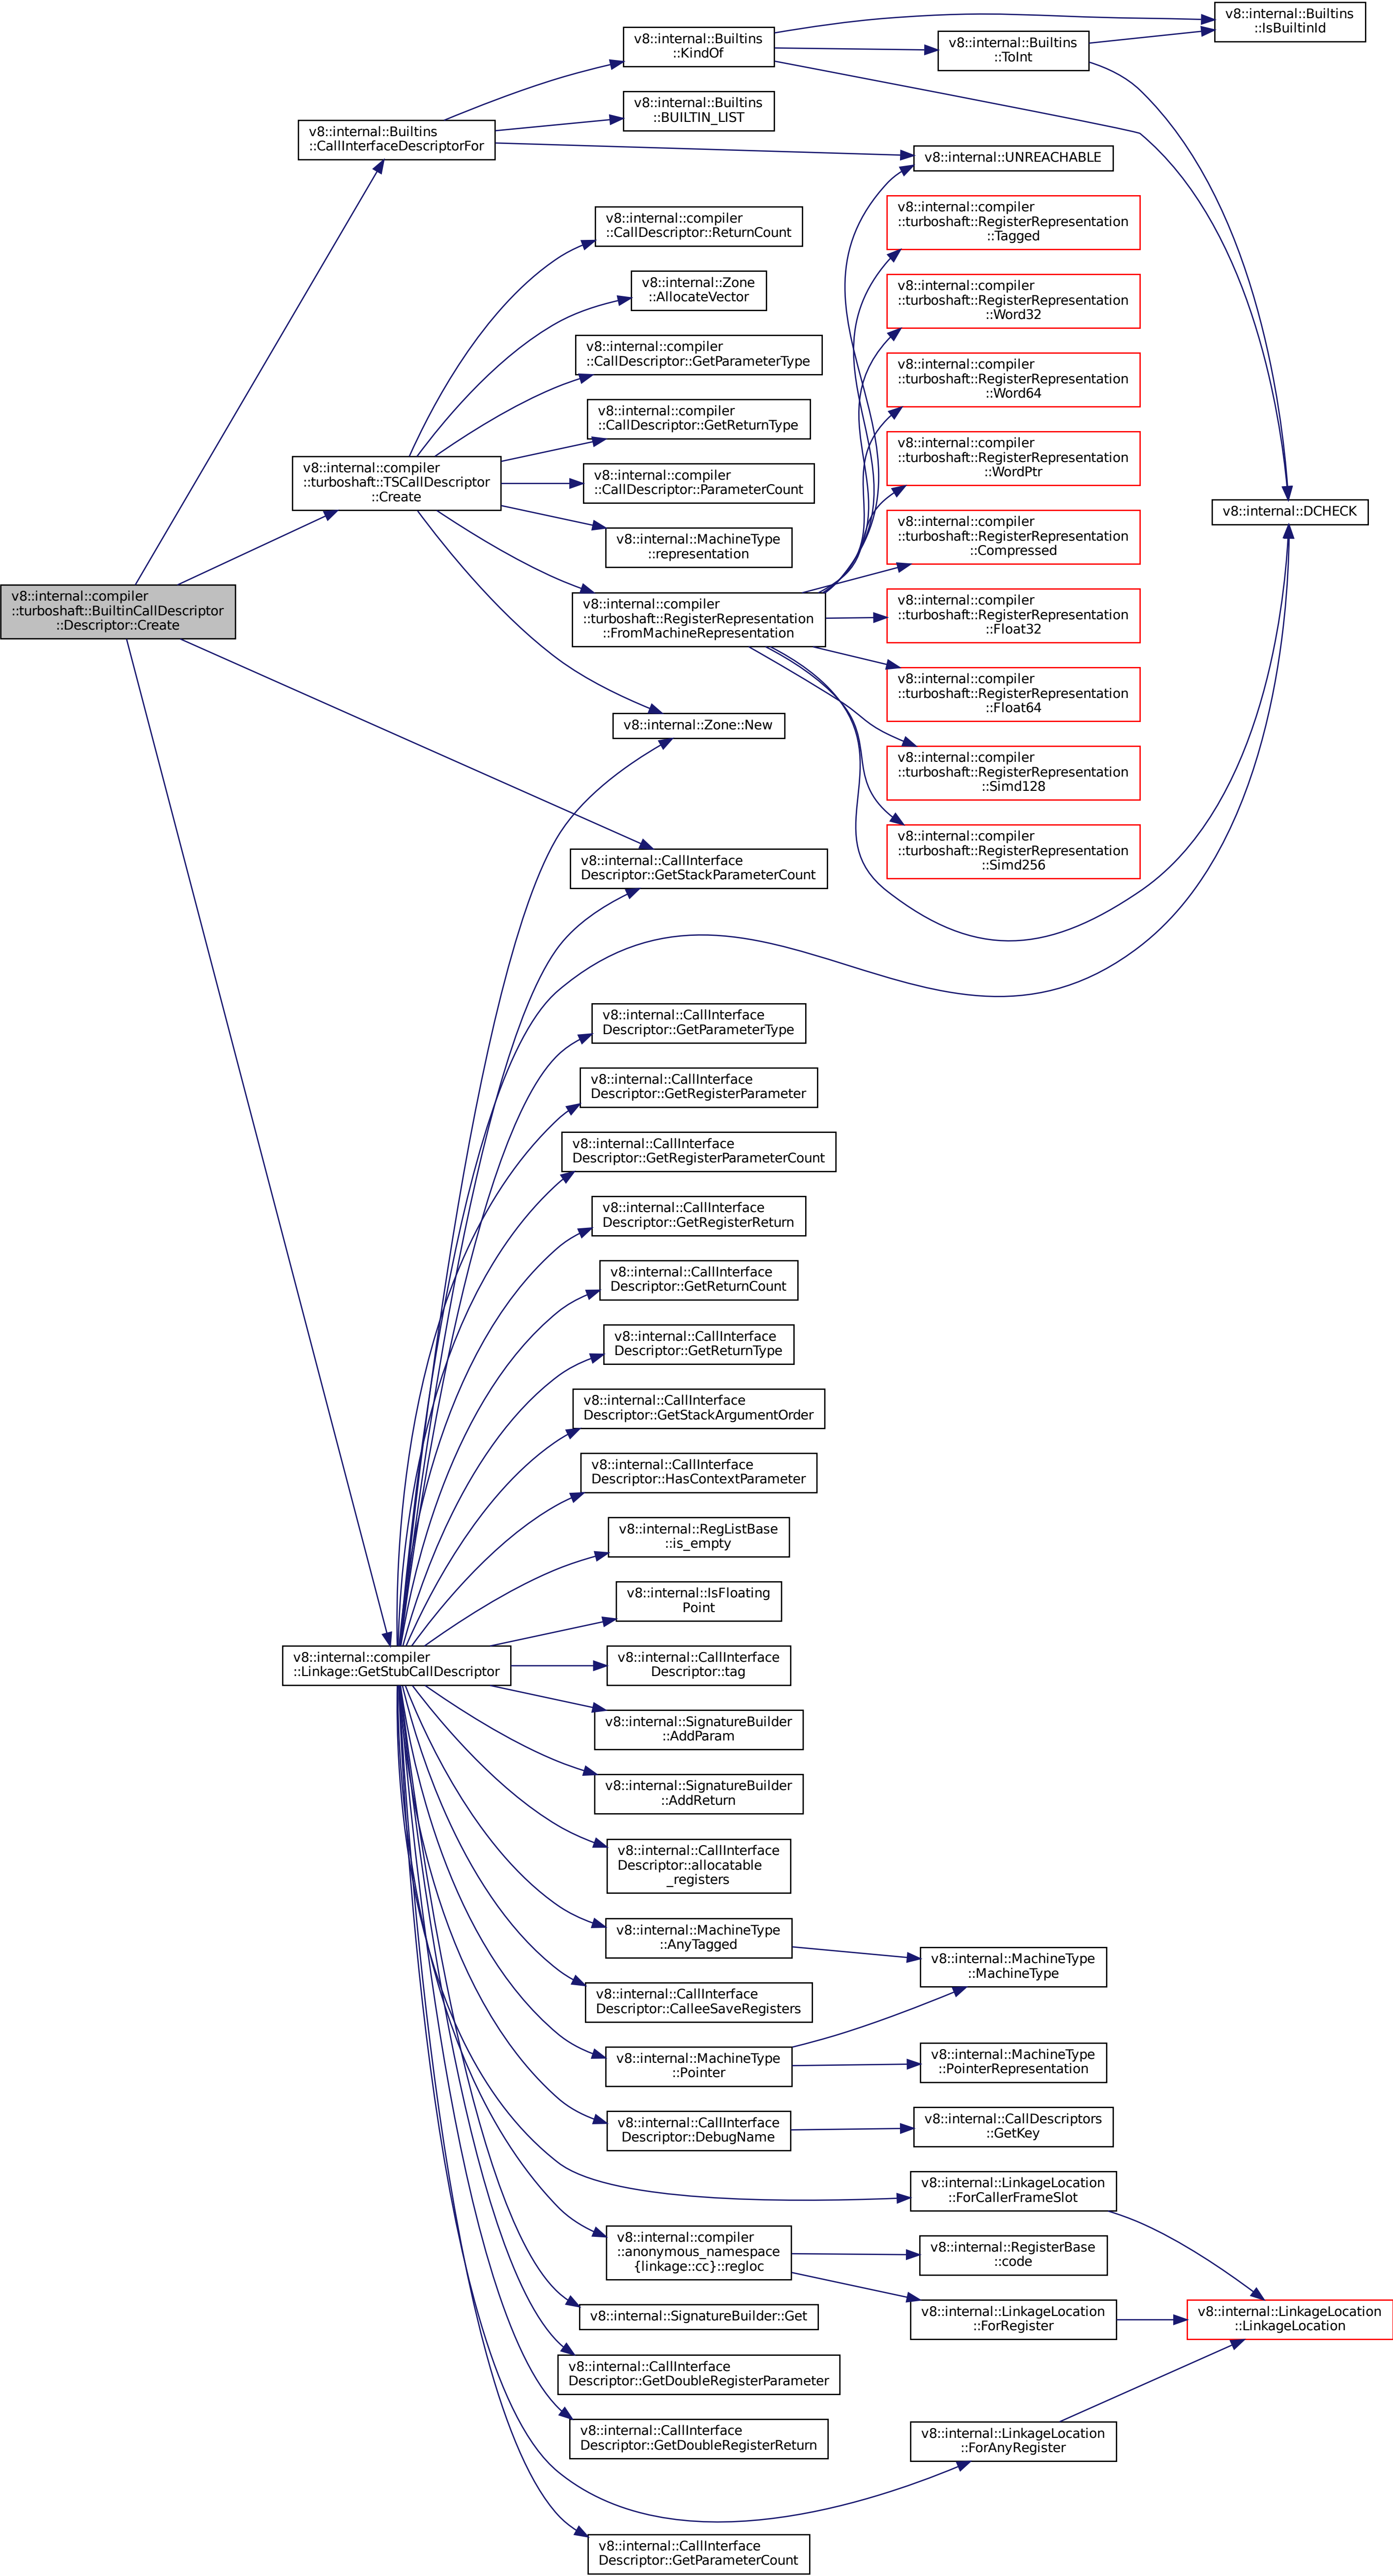 v8::internal::compiler
::turboshaft::BuiltinCallDescriptor
::Descriptor::Create
v8::internal::Builtins
::CallInterfaceDescriptorFor
v8::internal::compiler
::turboshaft::TSCallDescriptor
::Create
v8::internal::compiler
::Linkage::GetStubCallDescriptor
v8::internal::Builtins
::KindOf
v8::internal::Builtins
::BUILTIN_LIST
v8::internal::compiler
::CallDescriptor::ReturnCount
v8::internal::Zone
::AllocateVector
v8::internal::compiler
::CallDescriptor::GetParameterType
v8::internal::compiler
::CallDescriptor::GetReturnType
v8::internal::compiler
::CallDescriptor::ParameterCount
v8::internal::MachineType
::representation
v8::internal::compiler
::turboshaft::RegisterRepresentation
::FromMachineRepresentation
v8::internal::Zone::New
v8::internal::CallInterface
Descriptor::GetStackParameterCount
v8::internal::CallInterface
Descriptor::GetParameterType
v8::internal::CallInterface
Descriptor::GetRegisterParameter
v8::internal::CallInterface
Descriptor::GetRegisterParameterCount
v8::internal::CallInterface
Descriptor::GetRegisterReturn
v8::internal::CallInterface
Descriptor::GetReturnCount
v8::internal::CallInterface
Descriptor::GetReturnType
v8::internal::CallInterface
Descriptor::GetStackArgumentOrder
v8::internal::CallInterface
Descriptor::HasContextParameter
v8::internal::RegListBase
::is_empty
v8::internal::IsFloating
Point
v8::internal::CallInterface
Descriptor::tag
v8::internal::SignatureBuilder
::AddParam
v8::internal::SignatureBuilder
::AddReturn
v8::internal::CallInterface
Descriptor::allocatable
_registers
v8::internal::MachineType
::AnyTagged
v8::internal::CallInterface
Descriptor::CalleeSaveRegisters
v8::internal::MachineType
::Pointer
v8::internal::CallInterface
Descriptor::DebugName
v8::internal::compiler
::anonymous_namespace
{linkage::cc}::regloc
v8::internal::SignatureBuilder::Get
v8::internal::CallInterface
Descriptor::GetDoubleRegisterParameter
v8::internal::CallInterface
Descriptor::GetDoubleRegisterReturn
v8::internal::CallInterface
Descriptor::GetParameterCount
v8::internal::Builtins
::ToInt
v8::internal::UNREACHABLE
v8::internal::compiler
::turboshaft::RegisterRepresentation
::Tagged
v8::internal::compiler
::turboshaft::RegisterRepresentation
::Word32
v8::internal::compiler
::turboshaft::RegisterRepresentation
::Word64
v8::internal::compiler
::turboshaft::RegisterRepresentation
::WordPtr
v8::internal::compiler
::turboshaft::RegisterRepresentation
::Compressed
v8::internal::compiler
::turboshaft::RegisterRepresentation
::Float32
v8::internal::compiler
::turboshaft::RegisterRepresentation
::Float64
v8::internal::compiler
::turboshaft::RegisterRepresentation
::Simd128
v8::internal::compiler
::turboshaft::RegisterRepresentation
::Simd256
v8::internal::MachineType
::MachineType
v8::internal::MachineType
::PointerRepresentation
v8::internal::CallDescriptors
::GetKey
v8::internal::LinkageLocation
::ForCallerFrameSlot
v8::internal::RegisterBase
::code
v8::internal::LinkageLocation
::ForRegister
v8::internal::LinkageLocation
::ForAnyRegister
v8::internal::Builtins
::IsBuiltinId
v8::internal::DCHECK
v8::internal::LinkageLocation
::LinkageLocation